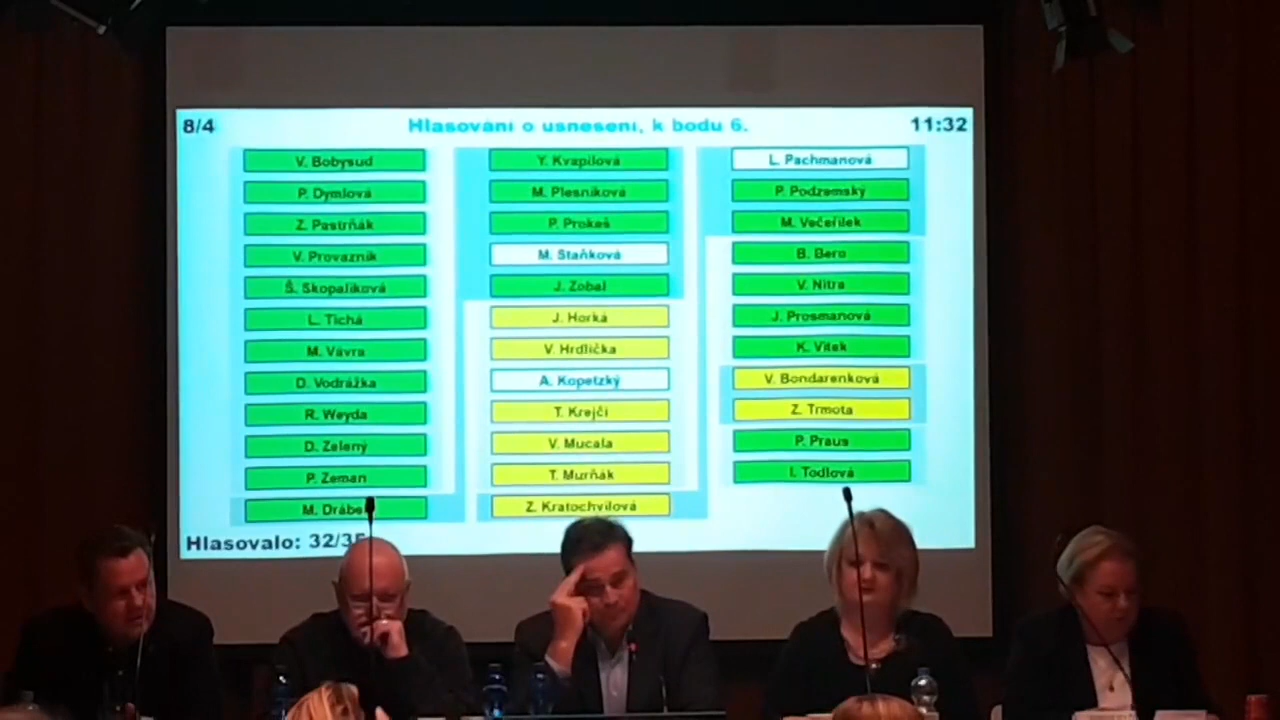 8/4 Hlasování o usnesení, k bodu 6. 11:32
V. Bobysud
P. Dymlová
Z. Pastrňák
V. Provazník
Š. Skopalíková
L. Tichá
M. Vávra
D. Vodrážka
R. Weyda
D. Zelený
P. Zeman
M. Drábe
Y. Kvapilová
M. Plesníková
P. Prokeš
M. Staňková
J. Zobal
J. Horká
V. Hrdlička
A. Kopetzký
T. Krejčí
V. Mucala
T. Murňák
Z. Kratochvílová
L. Pachmanová
P. Podzemský
M. Večeřílek
B. Bero
V. Nitra
J. Prosmanová
K. Vítek
V. Bondarenková
Z. Trmota
P. Praus
I. Todlová
Hlasovalo: 32/35